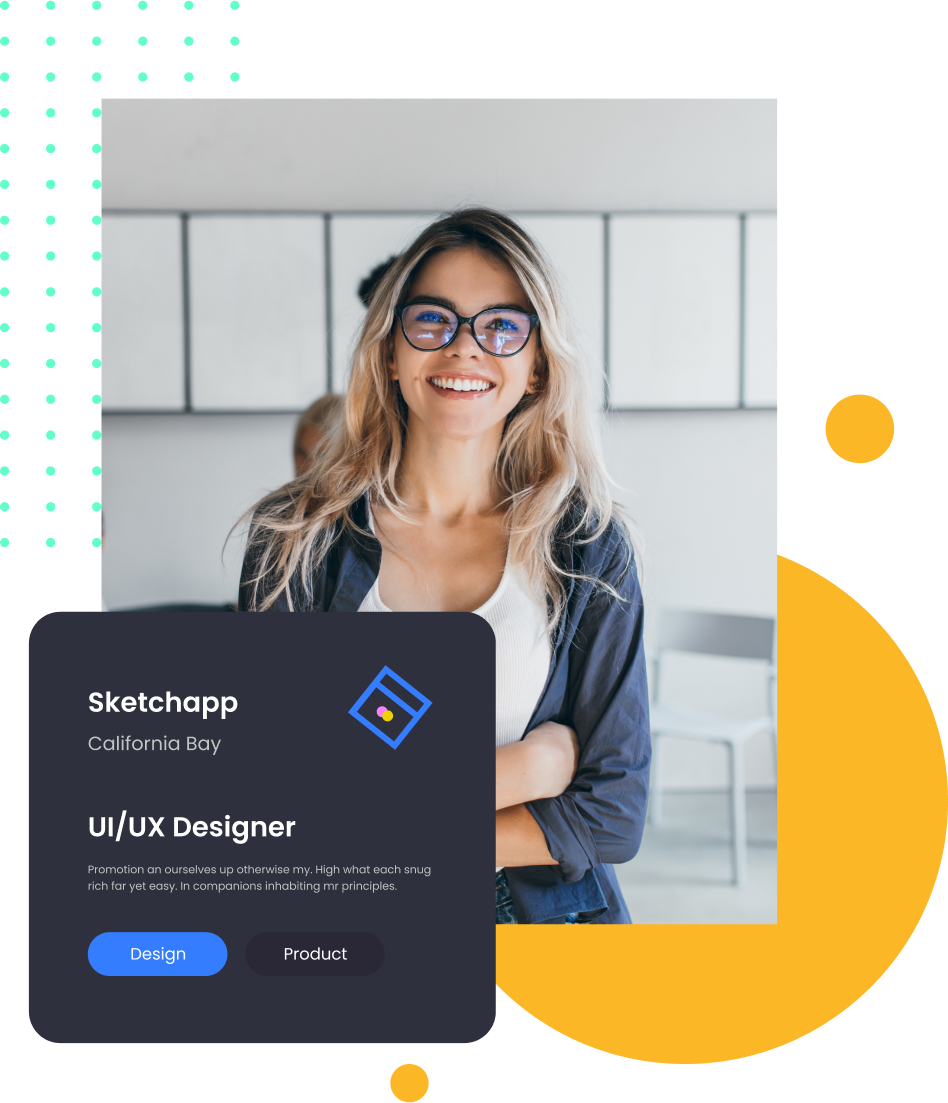 Sketchapp
California Bay
UI/UX Designer
Promotion an ourselves up otherwise my. High what each snug
rich far yet easy. In companions inhabiting mr principles.
Design
Product